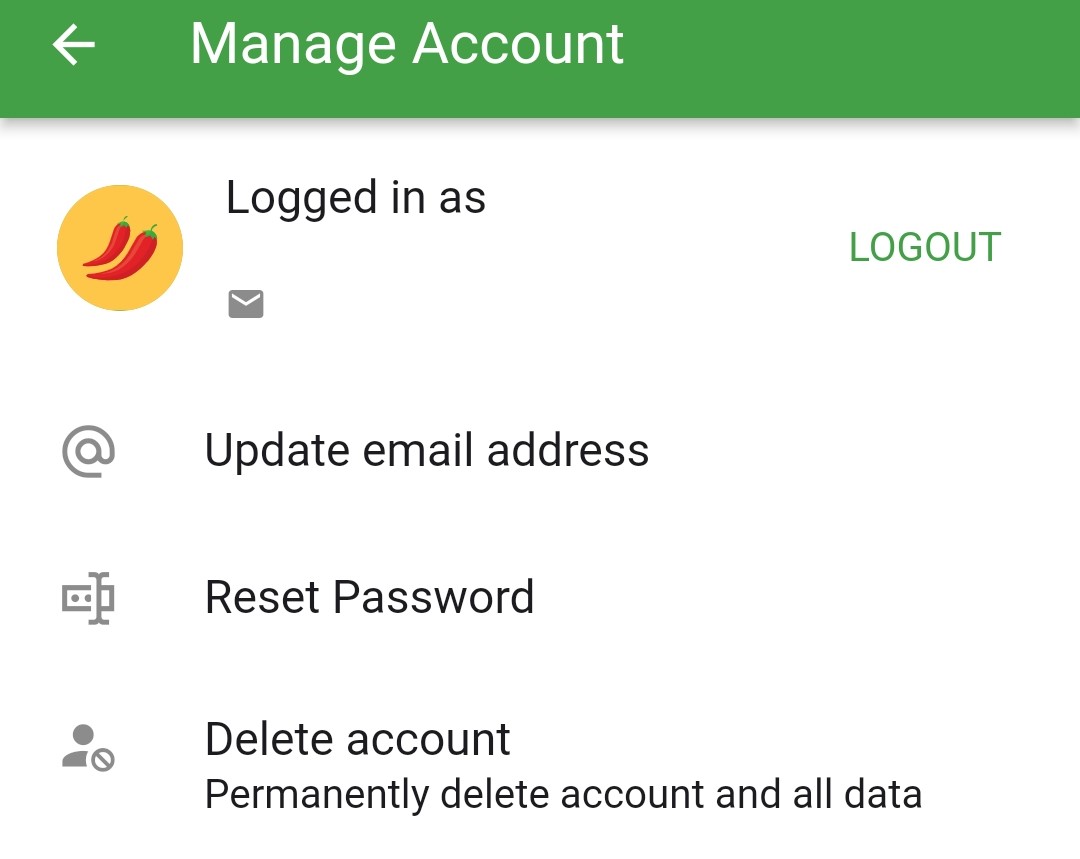 Manage Account
Logged in as
LOGOUT
Update email address
Reset Password
Delete account
Permanently delete account and all data